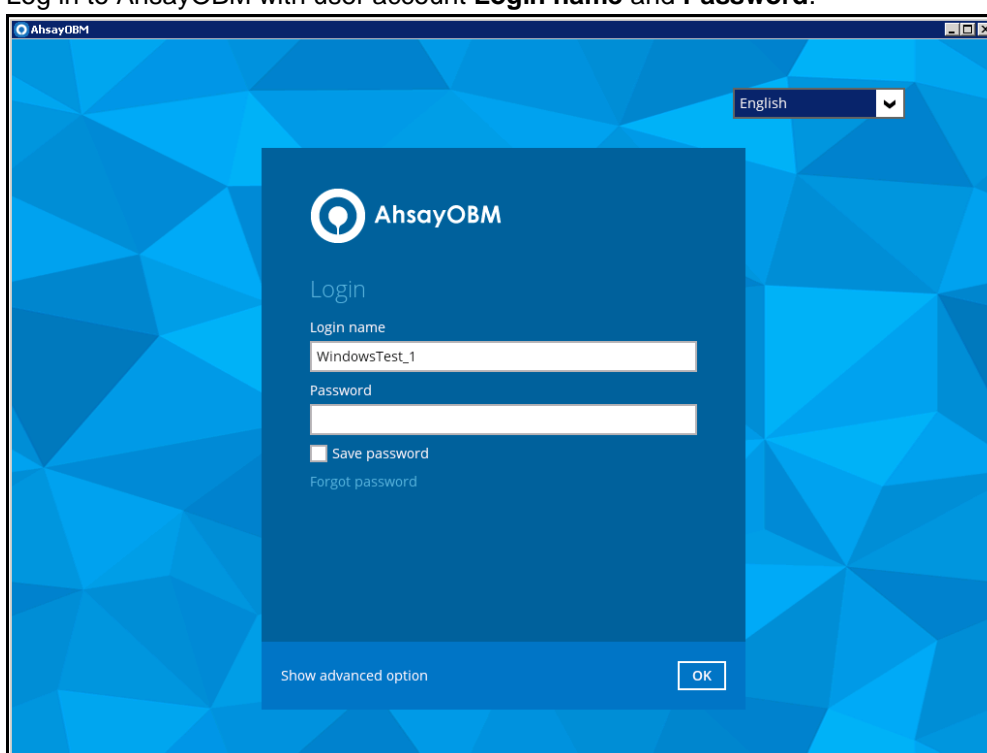 Log in to AhsayOBM with user account Login name and Password.
AhsayOBM
English
AhsayOBM
Login
Login name
WindowsTest_1
Password
Save password
Forgot password
Show advanced option
OK